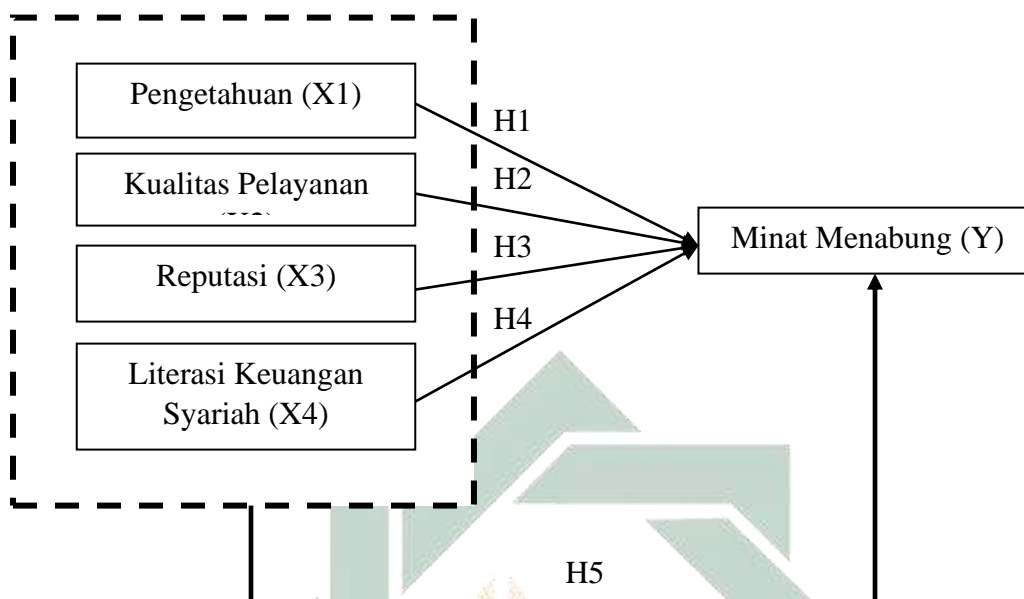 Pengetahuan (X1)
H1
Kualitas Pelayanan
H2
Minat Menabung (Y)
Reputasi (X3)
H3
H4
Literasi Keuangan
Syariah (X4)
H5